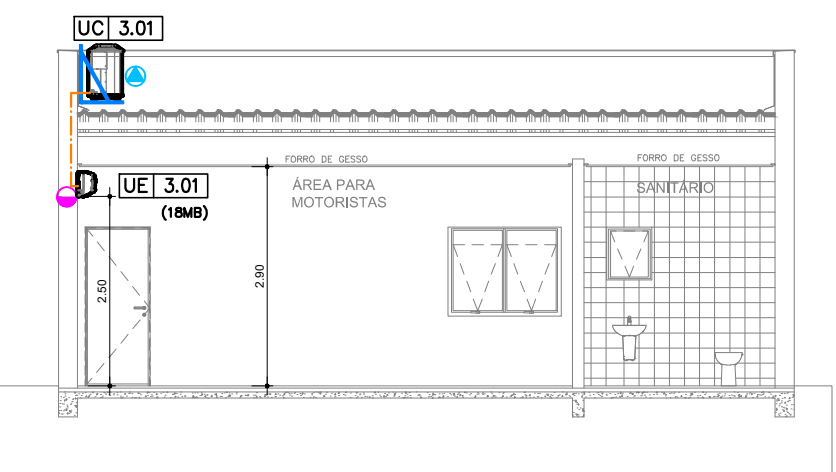 UC 3.01
UE 3.01
(18MB)
FORRO DE GESSO
ÁREA PARA
MOTORISTAS
FORRO DE GESSO
SANITÁRIO
2.50
2.90